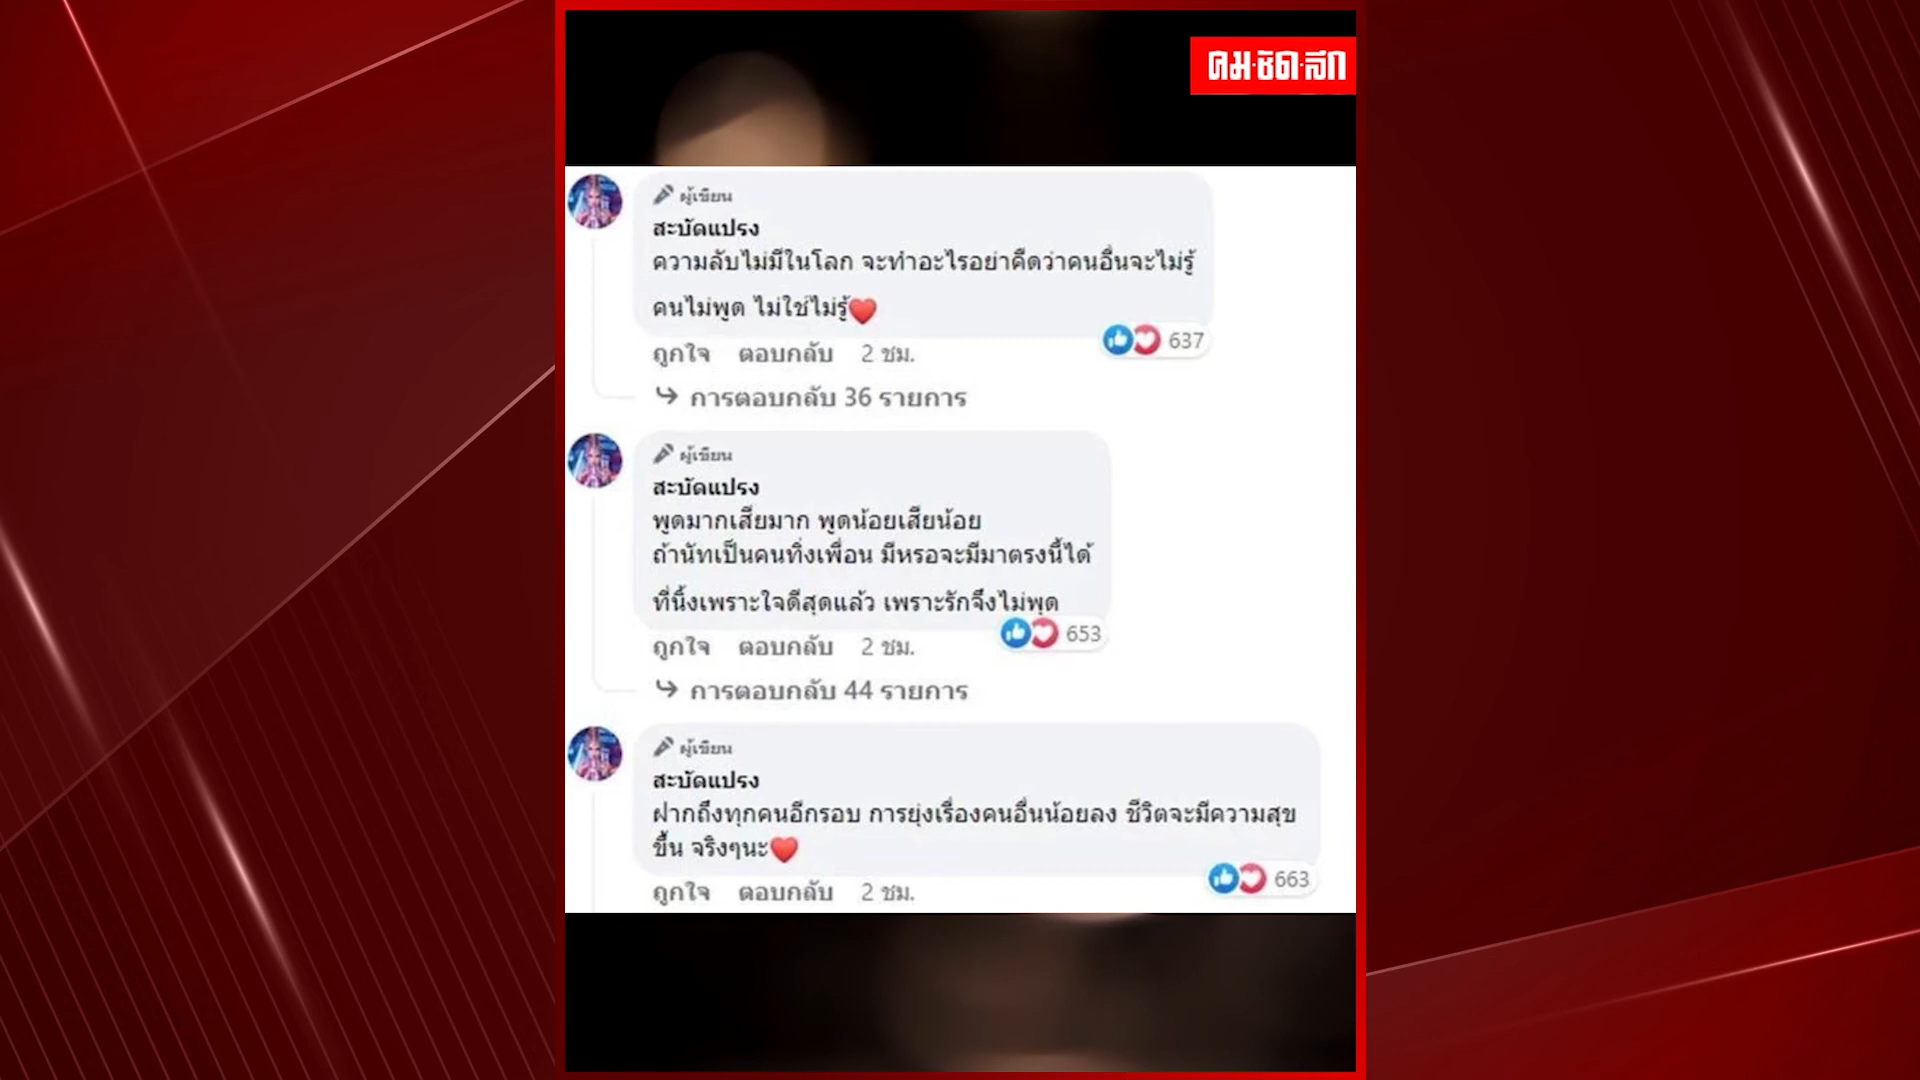 คม·ชัด·ลึก
ผู้เขียน
สะบัดแปรง
ความลับไม่มีในโลก จะทำอะไรอย่าคิดว่าคนอื่นจะไม่รู้
คนไม่พูด ไม่ใช่ไม่รู้❤️
ถูกใจ ตอบกลับ 2 ชม. 637
การตอบกลับ 36 รายการ
ผู้เขียน
สะบัดแปรง
พูดมากเสียมาก พูดน้อยเสียน้อย
ถ้านัทเป็นคนทิ่งเพื่อน มีหรอจะมีมาตรงนี้ได้
ที่นิ้งเพราะใจดีสุดแล้ว เพราะรักจึงไม่พูด
ถูกใจ ตอบกลับ 2 ชม. 653
การตอบกลับ 44 รายการ
ผู้เขียน
สะบัดแปรง
ฝากถึงทุกคนอีกรอบ การยุ่งเรื่องคนอื่นน้อยลง ชีวิตจะมีความสุข
ขึ้น จริงๆนะ❤️
ถูกใจ ตอบกลับ 2 ชม. 663